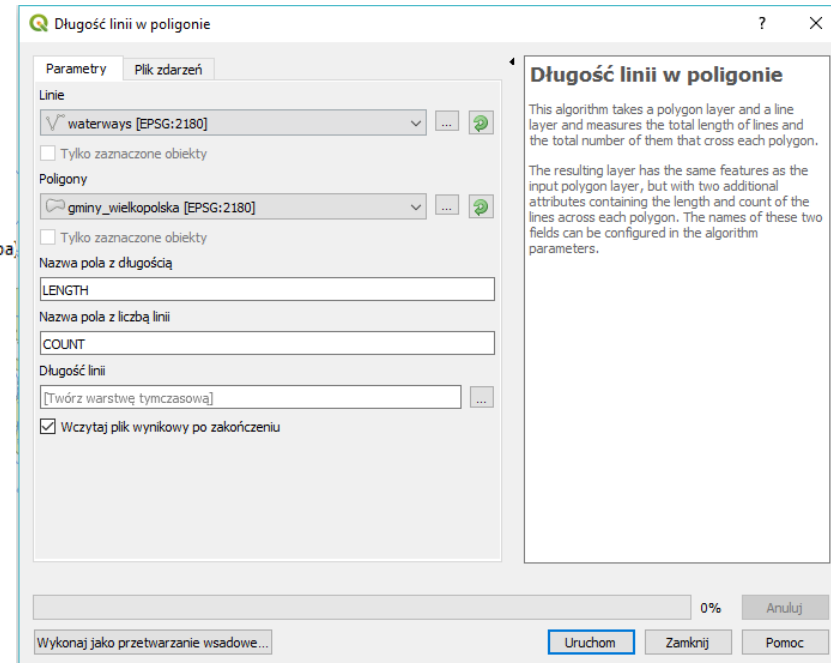 Długość linii w poligonie
Parametry Plik zdarzeń
Linie
waterways [EPSG:2180]
...
Tylko zaznaczone obiekty
Poligony
gminy_wielkopolska [EPSG:2180]
...
Tylko zaznaczone obiekty
Nazwa pola z długością
LENGTH
Nazwa pola z liczbą linii
COUNT
Długość linii
[Twórz warstwę tymczasową]
...
Wczytaj plik wynikowy po zakończeniu
Długość linii w poligonie
This algorithm takes a polygon layer and a line
layer and measures the total length of lines and
the total number of them that cross each polygon.
The resulting layer has the same features as the
input polygon layer, but with two additional
attributes containing the length and count of the
lines across each polygon. The names of these two
fields can be configured in the algorithm
parameters.
0%
Anuluj
Wykonaj jako przetwarzanie wsadowe...
Uruchom
Zamknij
Pomoc